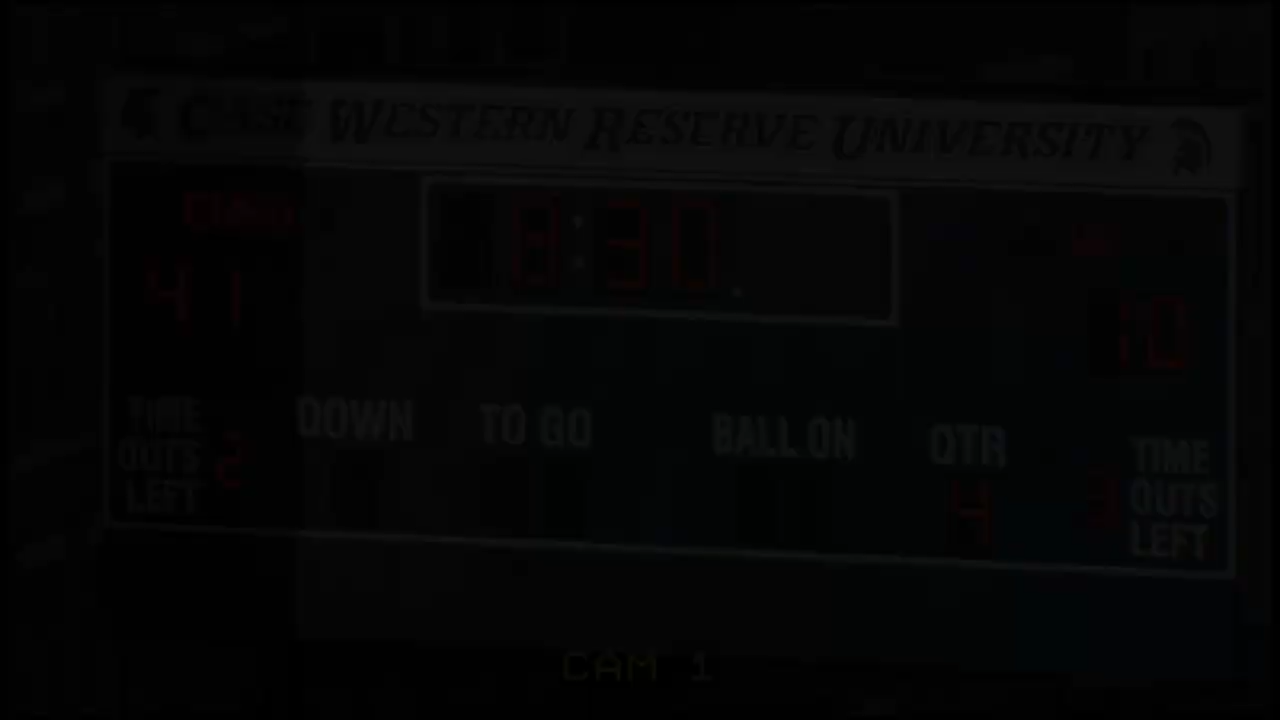 CASE WESTERN RESERVE UNIVERSITY
8:30
41
10
TIME OUTS LEFT 2
DOWN
TO GO
BALL ON
QTR 4
3 TIME OUTS LEFT
CAM 1